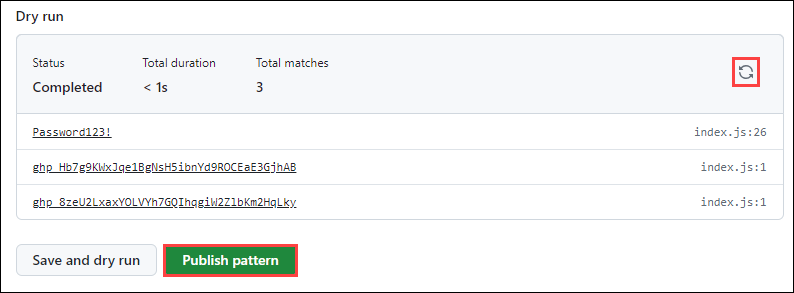 Dry run
Status Total duration Total matches
Completed < 1s 3
Password123! index.js:26
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 index.js:1
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 index.js:1
Save and dry run Publish pattern